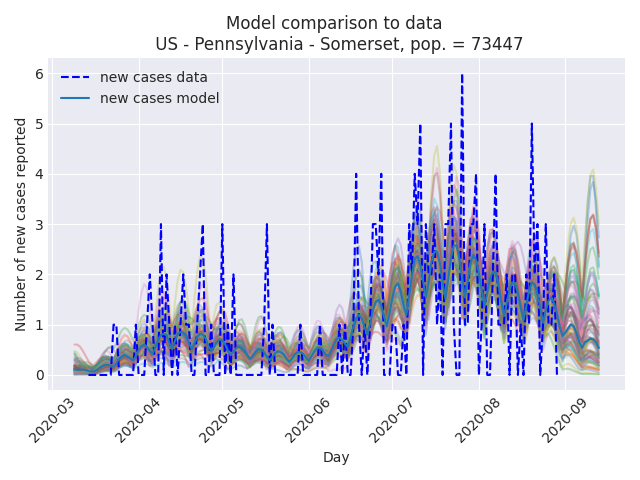 Model comparison to data
US - Pennsylvania - Somerset, pop. = 73447
new cases data
new cases model
Number of new cases reported
6
5
4
3
2
1
0
2020-03
2020-04
2020-05
2020-06
2020-07
2020-08
2020-09
Day